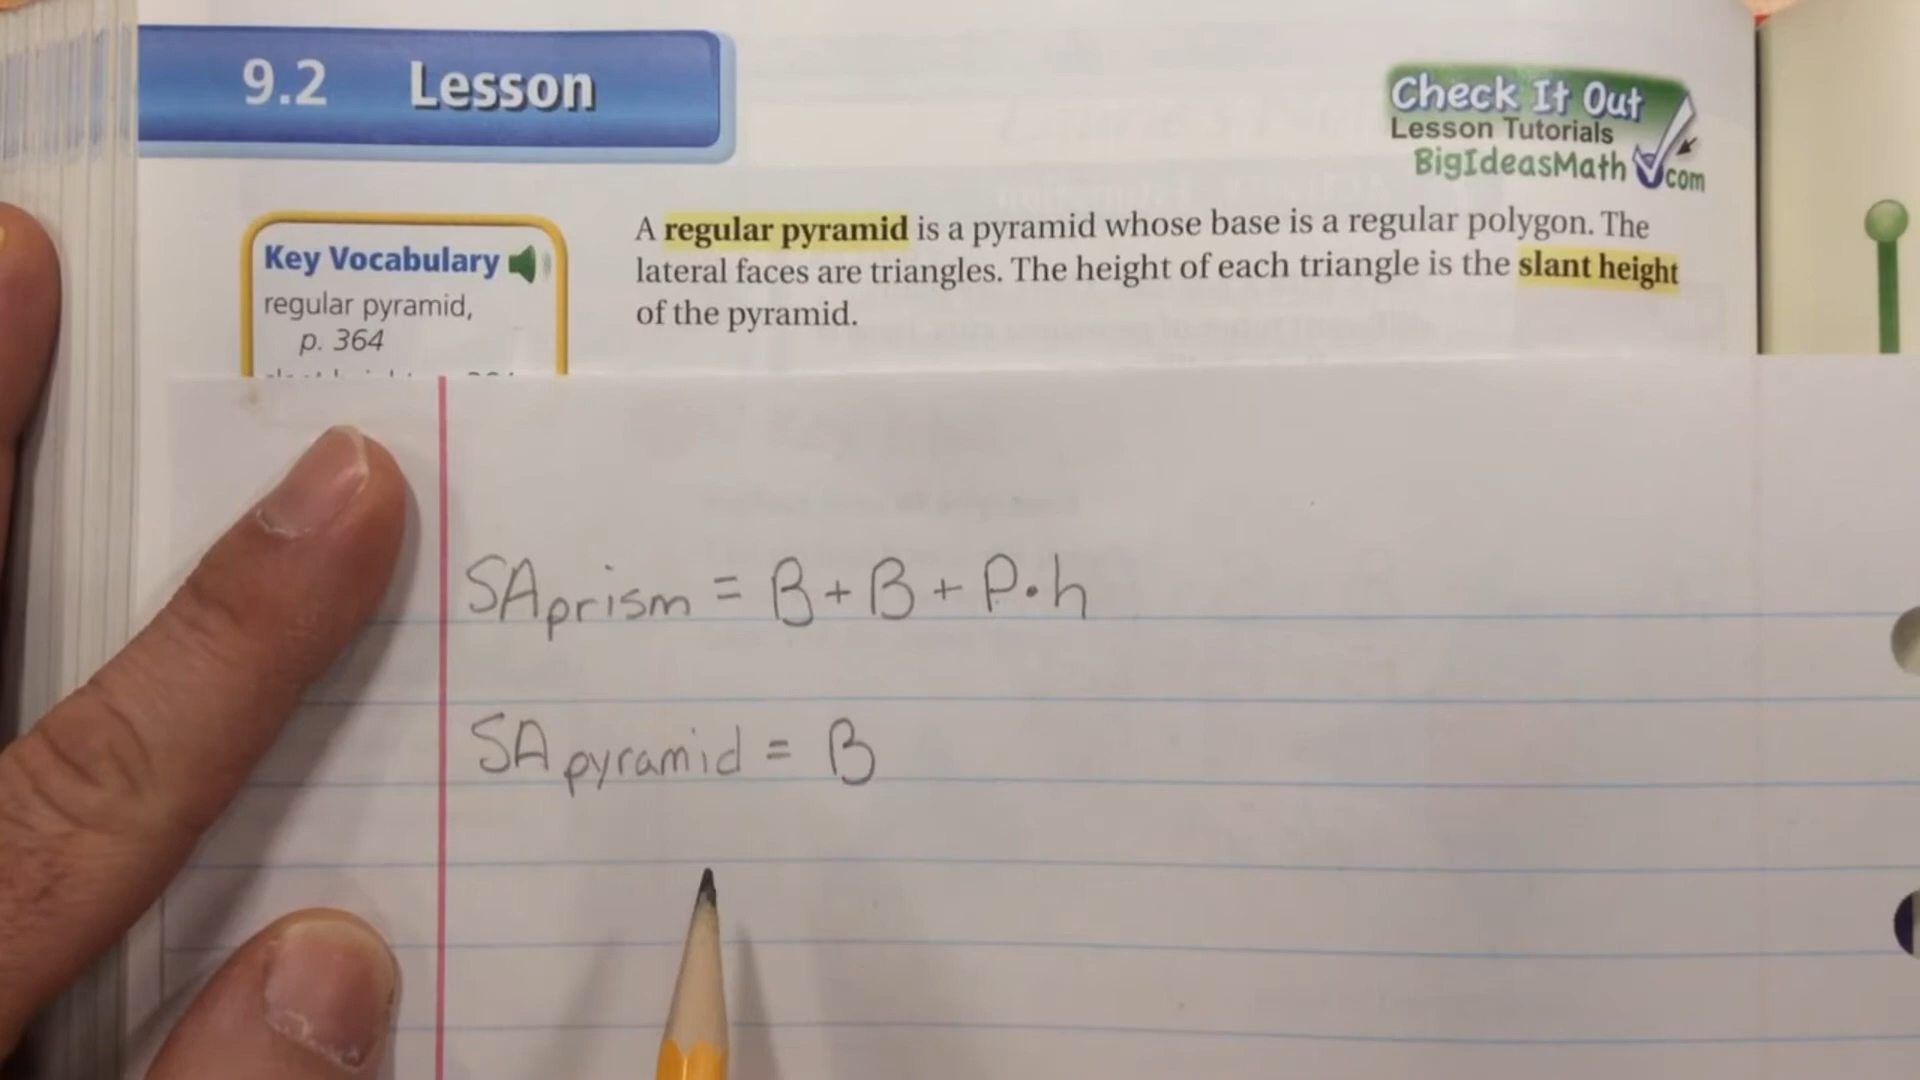 9.2 Lesson
Check It Out
Lesson Tutorials
BigIdeasMath.com
Key Vocabulary
regular pyramid,
p. 364
A regular pyramid is a pyramid whose base is a regular polygon. The
lateral faces are triangles. The height of each triangle is the slant height
of the pyramid.
SAprism = B + B + P·h
SA pyramid = B